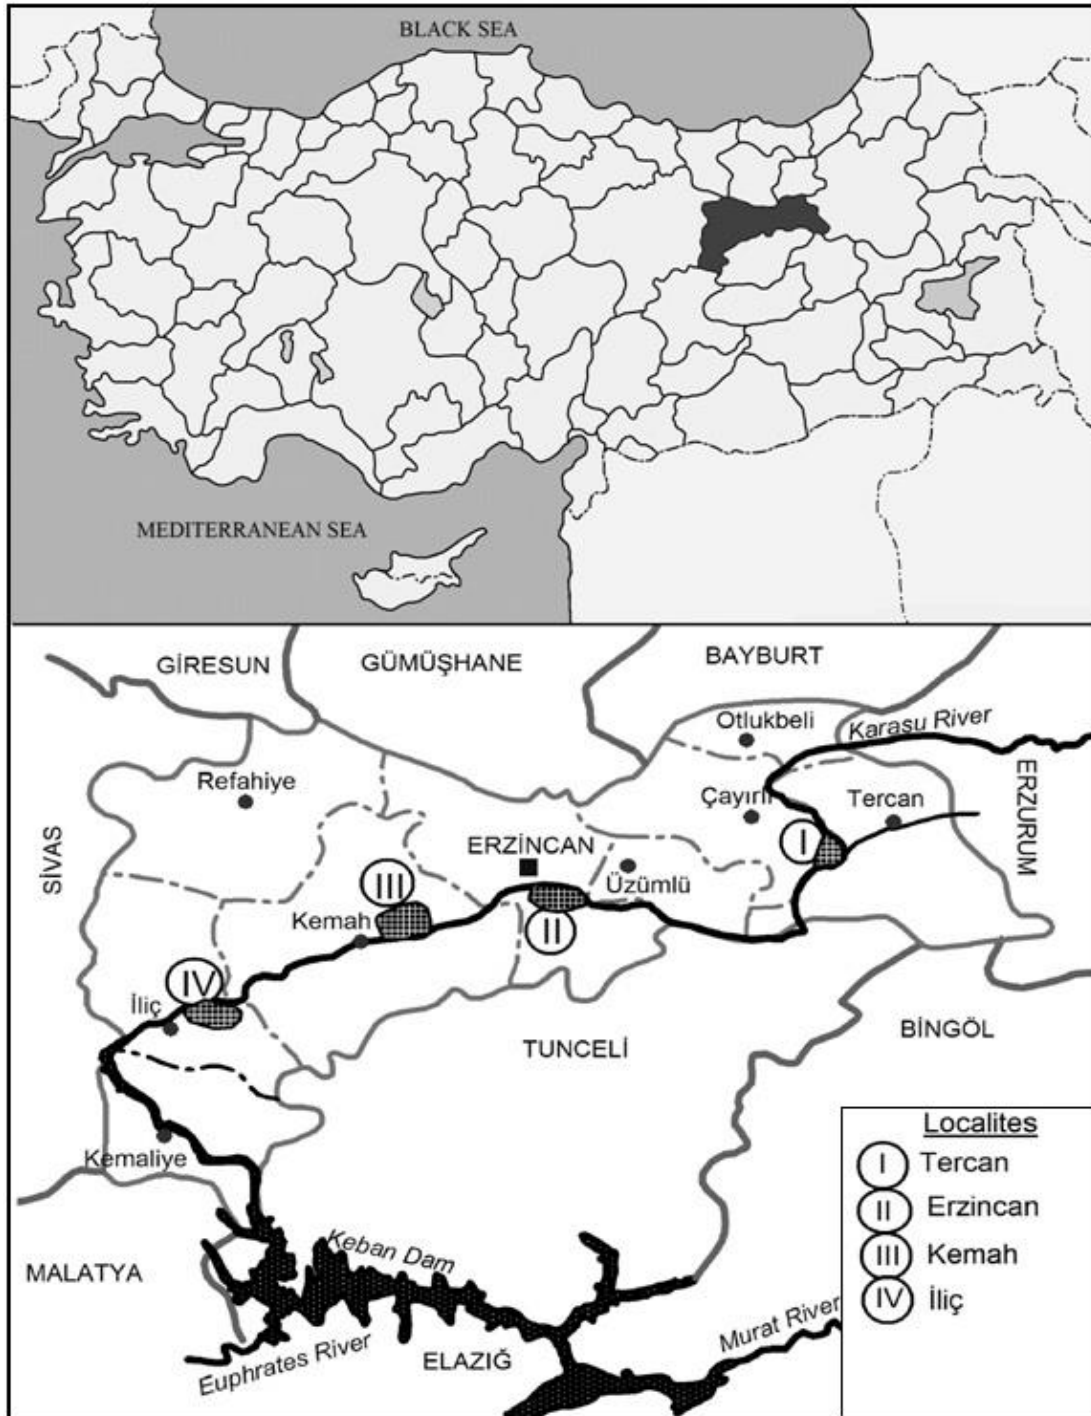 BLACK SEA
MEDITERRANEAN SEA
GİRESUN
GÜMÜŞHANE
BAYBURT
Otlukbeli
Karasu River
Refahiye
Çayırlı
Tercan
ERZURUM
SİVAS
ERZİNCAN
I
III
Üzümlü
Kemah
II
IV
İliç
TUNCELİ
BİNGÖL
Kemaliye
Localites
I Tercan
II Erzincan
III Kemah
IV İliç
MALATYA
Keban Dam
Euphrates River
ELAZIĞ
Murat River